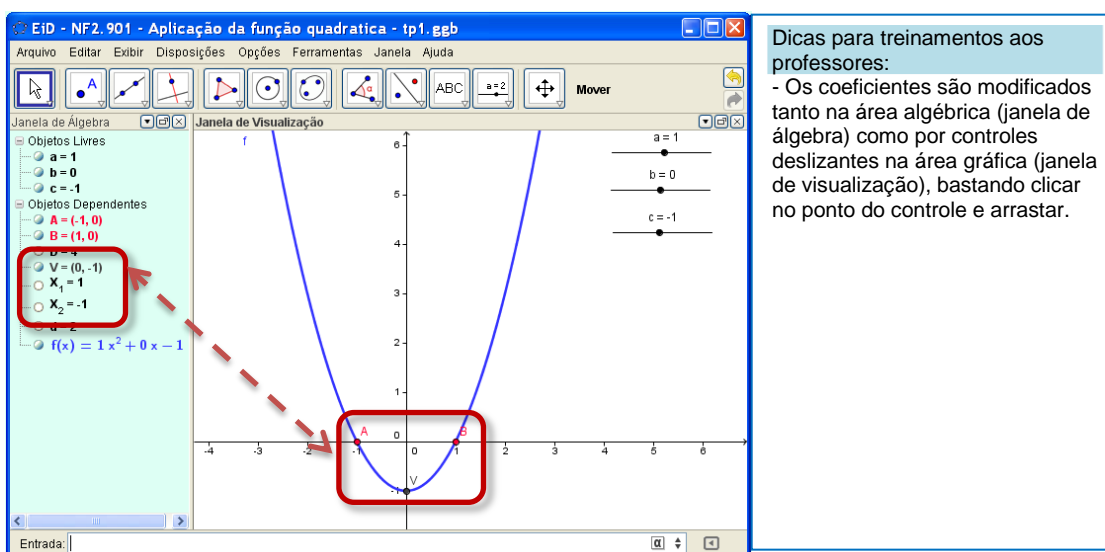 EiD - NF2.901 - Aplicação da função quadratica - tp1.ggb
Arquivo Editar Exibir Disposições Opções Ferramentas Janela Ajuda
A
α
ABC
a=2
Mover
Janela de Álgebra
Objetos Livres
a = 1
b = 0
c = -1
Objetos Dependentes
A = (-1, 0)
B = (1, 0)
V = (0, -1)
X₁ = 1
X₂ = -1
d = 2
f(x) = 1 x² + 0 x − 1
Janela de Visualização
f
a = 1
b = 0
c = -1
6
5
4
3
2
1
0
-1
-4 -3 -2 -1 0 1 2 3 4 5 6
A
B
V
Entrada:
α
Dicas para treinamentos aos
professores:
- Os coeficientes são modificados
tanto na área algébrica (janela de
álgebra) como por controles
deslizantes na área gráfica (janela
de visualização), bastando clicar
no ponto do controle e arrastar.